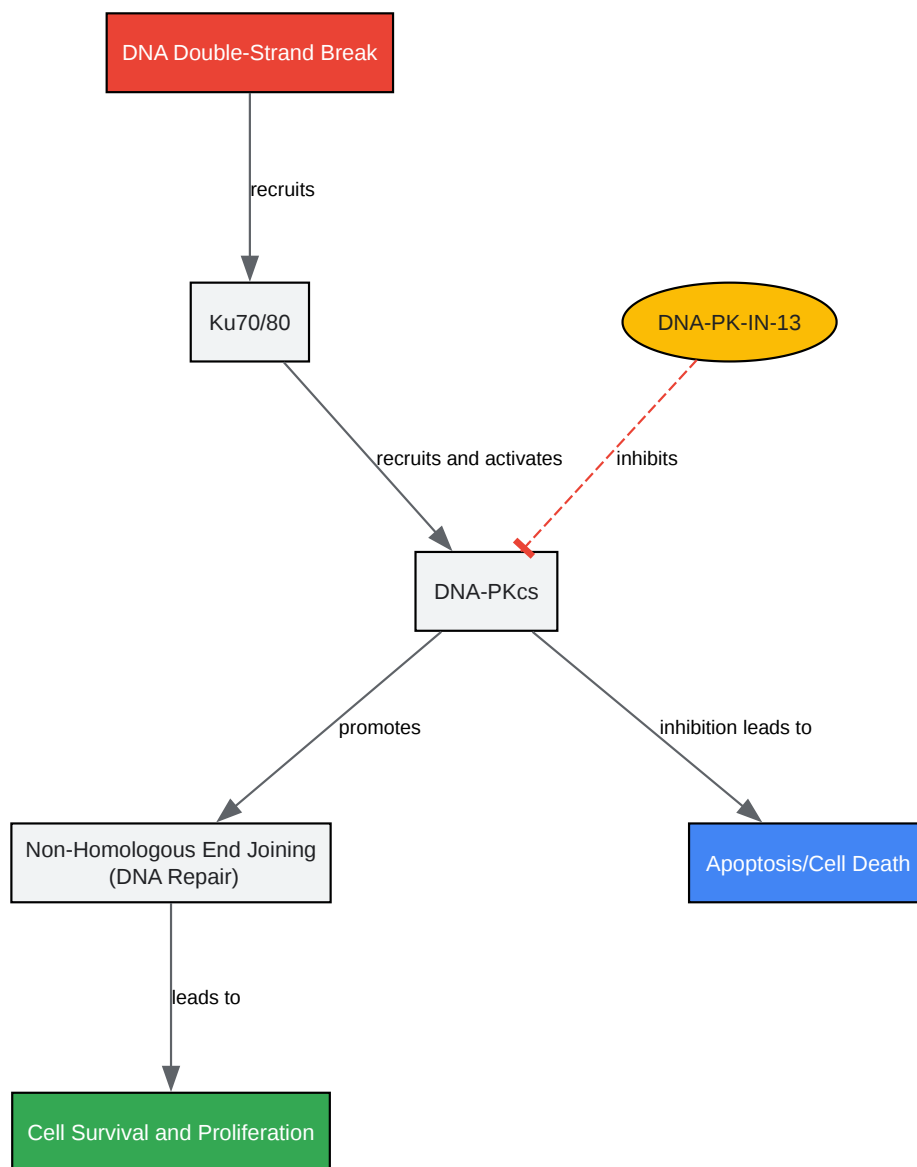 DNA Double-Strand Break
recruits
Ku70/80
DNA-PK-IN-13
recruits and activates
inhibits
DNA-PKcs
promotes
inhibition leads to
Non-Homologous End Joining
(DNA Repair)
Apoptosis/Cell Death
leads to
Cell Survival and Proliferation